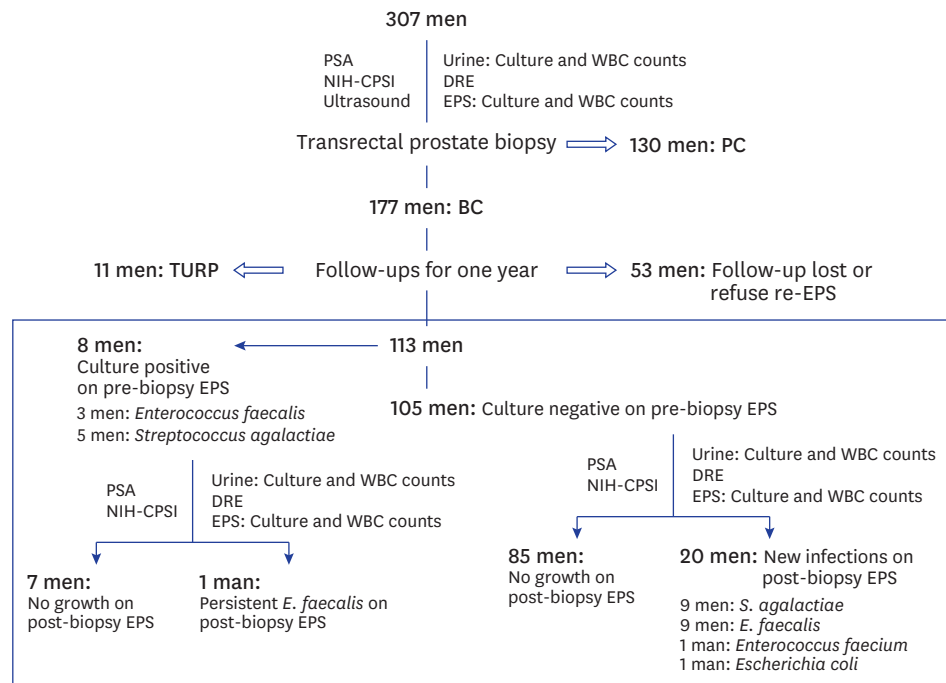 307 men
PSA
NIH-CPSI
Ultrasound
Urine: Culture and WBC counts
DRE
EPS: Culture and WBC counts
Transrectal prostate biopsy
130 men: PC
177 men: BC
11 men: TURP
Follow-ups for one year
53 men: Follow-up lost or
refuse re-EPS
8 men:
Culture positive
on pre-biopsy EPS
3 men: Enterococcus faecalis
5 men: Streptococcus agalactiae
113 men
105 men: Culture negative on pre-biopsy EPS
PSA
NIH-CPSI
Urine: Culture and WBC counts
DRE
EPS: Culture and WBC counts
PSA
NIH-CPSI
Urine: Culture and WBC counts
DRE
EPS: Culture and WBC counts
7 men:
No growth on
post-biopsy EPS
1 man:
Persistent E. faecalis on
post-biopsy EPS
85 men:
No growth on
post-biopsy EPS
20 men: New infections on
post-biopsy EPS
9 men: S. agalactiae
9 men: E. faecalis
1 man: Enterococcus faecium
1 man: Escherichia coli